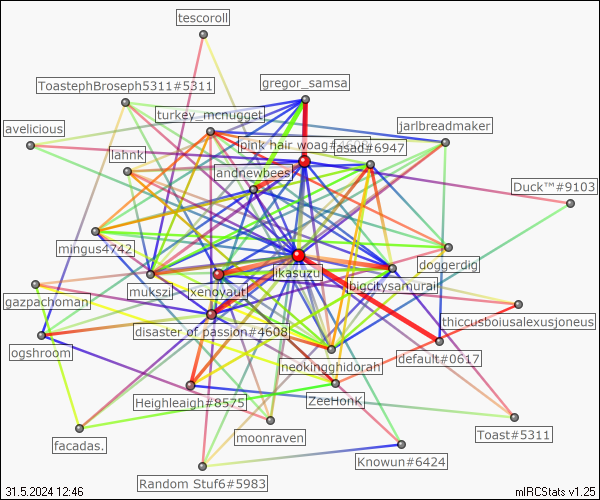 tescoroll
ToastephBroseph5311#5311
gregor_samsa
turkey_mcnugget
avelicious
pink hair woag
jarlbreadmaker
asad#6947
lahnk
andnewbees
Duck™#9103
mingus4742
doggerdig
mukszi
xenoyaut
likasuzu
bigcitysamurai
gazpachoman
thiccusboiusalexusjoneus
disaster of passion#4608
ogshroom
default#0617
neokingghidorah
Heighleaigh#8575
ZeeHonK
Toast#5311
moonraven
facadas.
Knowun#6424
Random Stuf6#5983
31.5.2024 12:46
mIRCStats v1.25